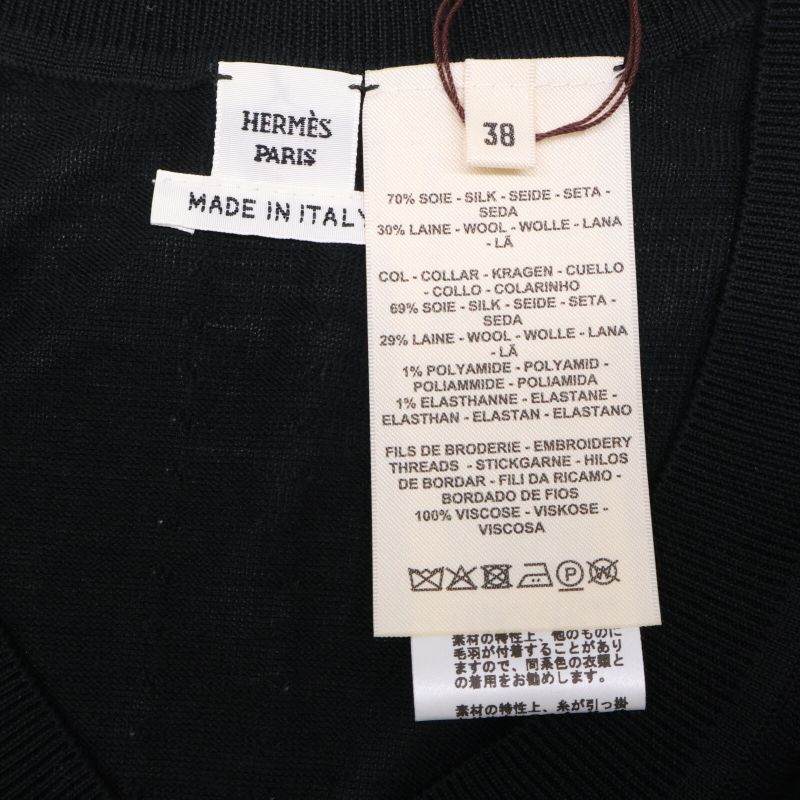 HERMÈS
PARIS
MADE IN ITALY
38
70% SOIE - SILK - SEIDE - SETA -
SEDA
30% LAINE - WOOL - WOLLE - LANA
- LÃ
COL - COLLAR - KRAGEN - CUELLO
- COLLO - COLARINHO
69% SOIE - SILK - SEIDE - SETA -
SEDA
29% LAINE - WOOL - WOLLE - LANA
- LÃ
1% POLYAMIDE - POLYAMID -
POLIAMMIDE - POLIAMIDA
1% ELASTHANNE - ELASTANE -
ELASTHAN - ELASTAN - ELASTANO
FILS DE BRODERIE - EMBROIDERY
THREADS - STICKGARNE - HILOS
DE BORDAR - FILI DA RICAMO -
BORDADO DE FIOS
100% VISCOSE - VISKOSE -
VISCOSA
P
W
素材の特性上、他のものに
毛羽が付着することがあり
ますので、同系色の衣類と
の着用をお勧めします。
素材の特性上、糸が引っ掛